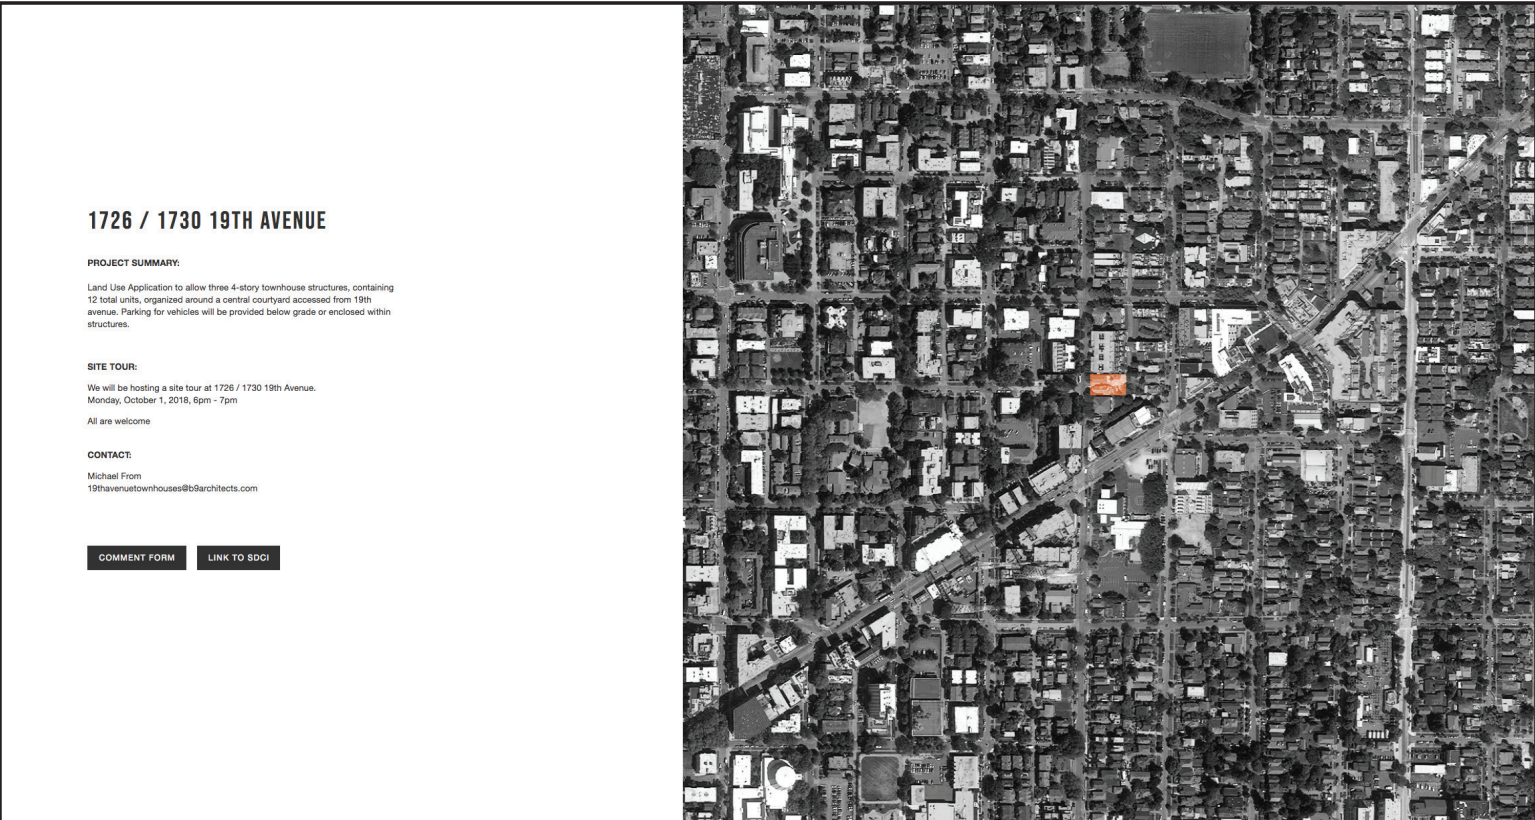 1726 / 1730 19TH AVENUE
PROJECT SUMMARY:
Land Use Application to allow three 4-story townhouse structures, containing
12 total units, organized around a central courtyard accessed from 19th
avenue. Parking for vehicles will be provided below grade or enclosed within
structures.
SITE TOUR:
We will be hosting a site tour at 1726 / 1730 19th Avenue.
Monday, October 1, 2018, 6pm - 7pm
All are welcome
CONTACT:
Michael From
19thavenuetownhouses@b9architects.com
COMMENT FORM
LINK TO SDCI